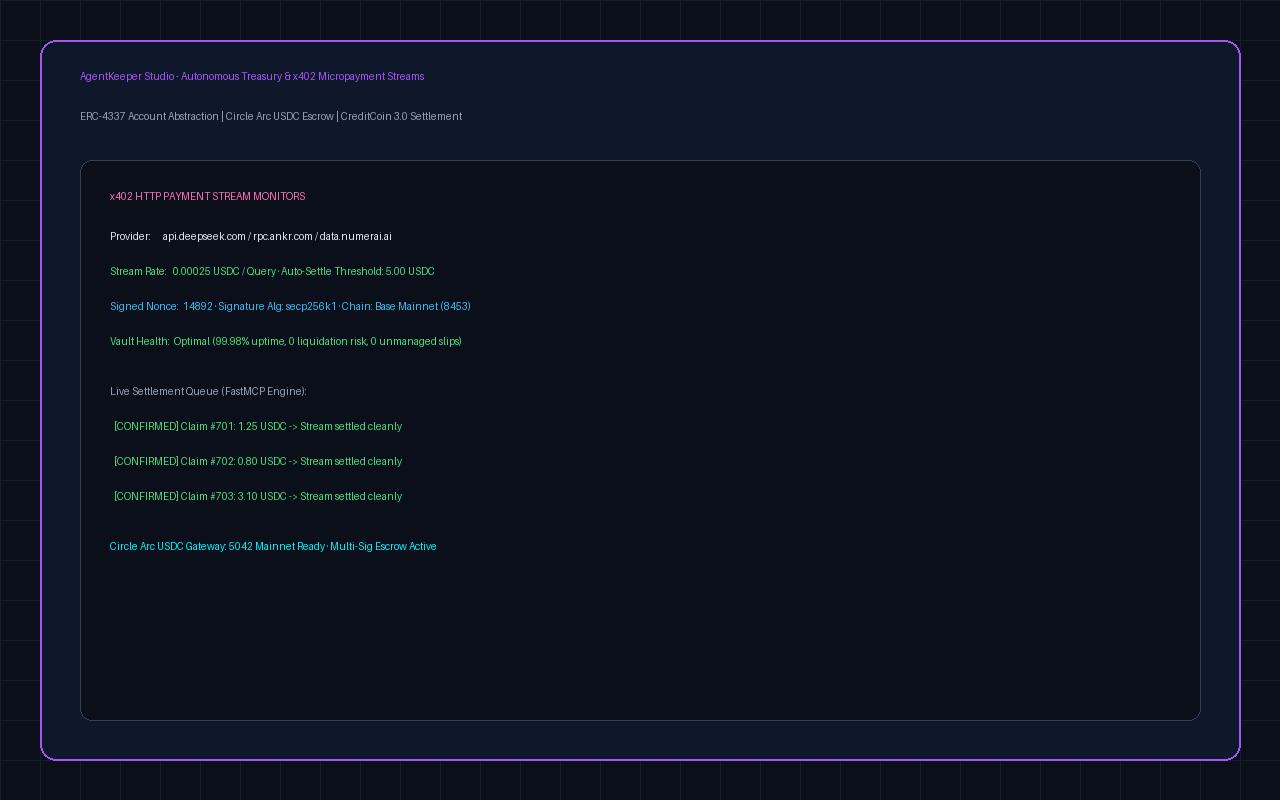 AgentKeeper Studio - Autonomous Treasury & x402 Micropayment Streams
ERC-4337 Account Abstraction | Circle Arc USDC Escrow | CreditCoin 3.0 Settlement
x402 HTTP PAYMENT STREAM MONITORS
Provider: api.deepseek.com / rpc.ankr.com / data.numerai.ai
Stream Rate: 0.00025 USDC / Query · Auto-Settle Threshold: 5.00 USDC
Signed Nonce: 14892 · Signature Alg: secp256k1 · Chain: Base Mainnet (8453)
Vault Health: Optimal (99.98% uptime, 0 liquidation risk, 0 unmanaged slips)
Live Settlement Queue (FastMCP Engine):
[CONFIRMED] Claim #701: 1.25 USDC -> Stream settled cleanly
[CONFIRMED] Claim #702: 0.80 USDC -> Stream settled cleanly
[CONFIRMED] Claim #703: 3.10 USDC -> Stream settled cleanly
Circle Arc USDC Gateway: 5042 Mainnet Ready · Multi-Sig Escrow Active